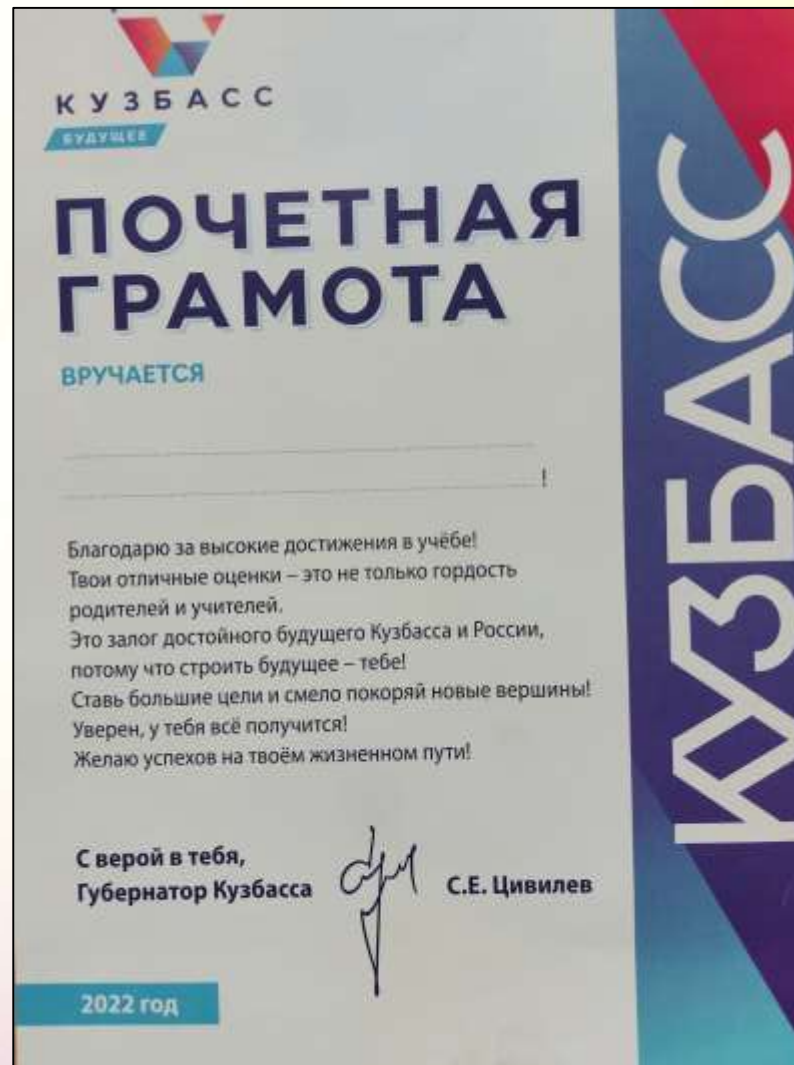 КУЗБАСС
БУДУЩЕЕ
ПОЧЕТНАЯ
ГРАМОТА
ВРУЧАЕТСЯ
!
Благодарю за высокие достижения в учёбе!
Твои отличные оценки – это не только гордость
родителей и учителей.
Это залог достойного будущего Кузбасса и России,
потому что строить будущее – тебе!
Ставь большие цели и смело покоряй новые вершины!
Уверен, у тебя всё получится!
Желаю успехов на твоём жизненном пути!
С верой в тебя,
Губернатор Кузбасса С.Е. Цивилев
2022 год
КУЗБАСС